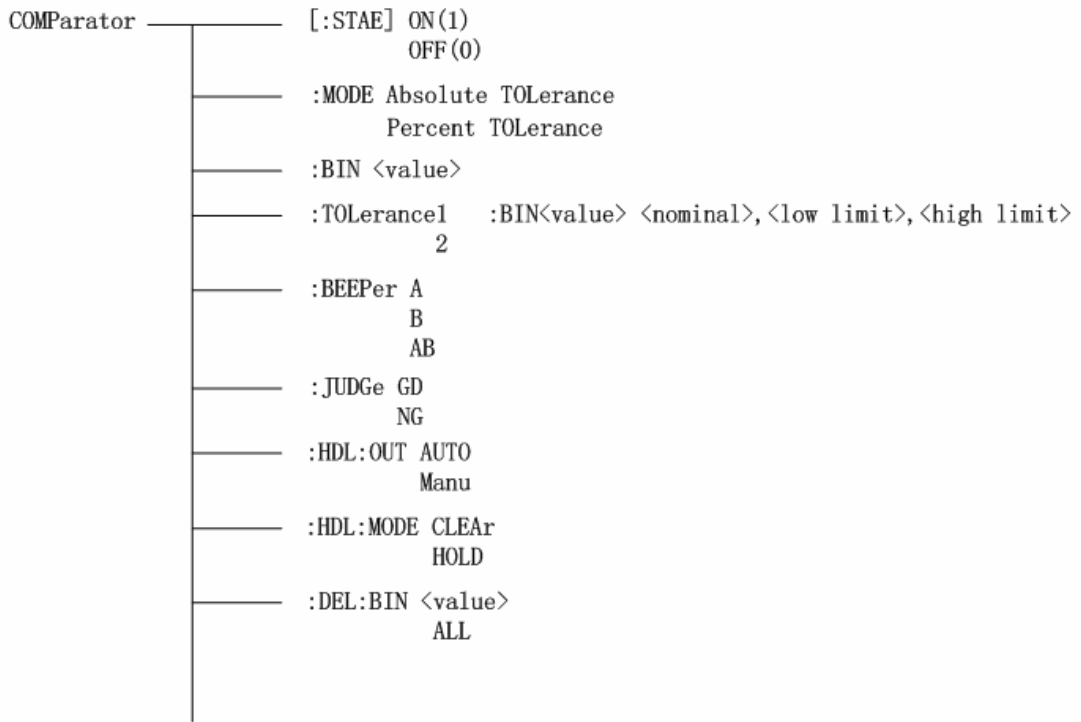 COMParator [:STAE] ON(1)
OFF(0)
:MODE Absolute TOLerance
Percent TOLerance
:BIN <value>
:TOLerance1 :BIN<value> <nominal>,<low limit>,<high limit>
2
:BEEPer A
B
AB
:JUDGe GD
NG
:HDL:OUT AUTO
Manu
:HDL:MODE CLEAr
HOLD
:DEL:BIN <value>
ALL